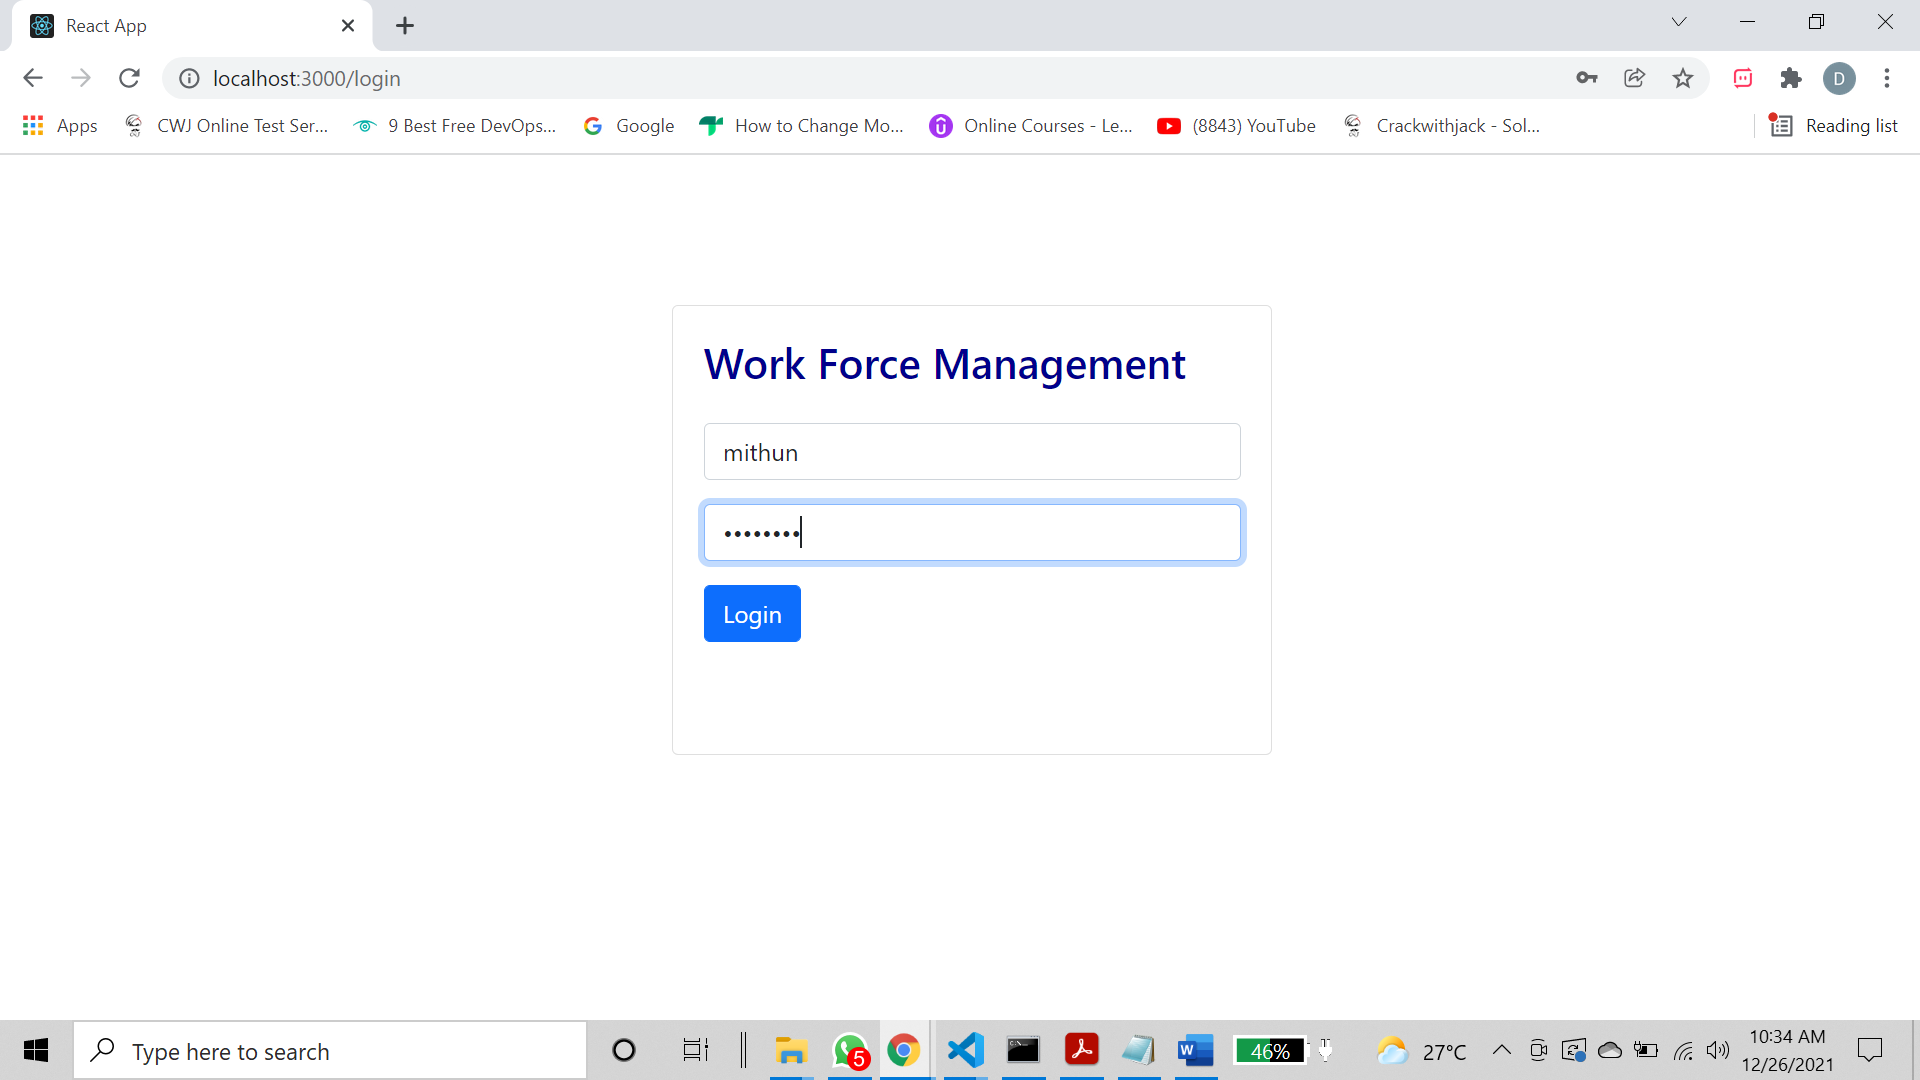 React App
localhost:3000/login
D
Apps CWJ Online Test Ser... 9 Best Free DevOps... Google How to Change Mo... Online Courses - Le... (8843) YouTube Crackwithjack - Sol... Reading list
Work Force Management
mithun
••••••••
Login
Type here to search
5
46%
27°C
10:34 AM
12/26/2021